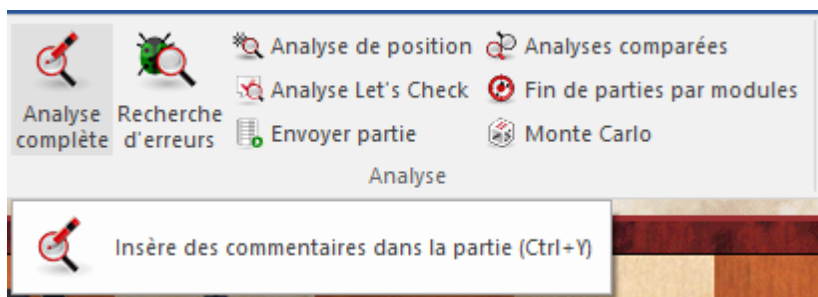 Analyse
complète
Recherche
d'erreurs
Analyse de position
Analyse Let's Check
Envoyer partie
Analyses comparées
Fin de parties par modules
Monte Carlo
Analyse
Insère des commentaires dans la partie (Ctrl+Y)